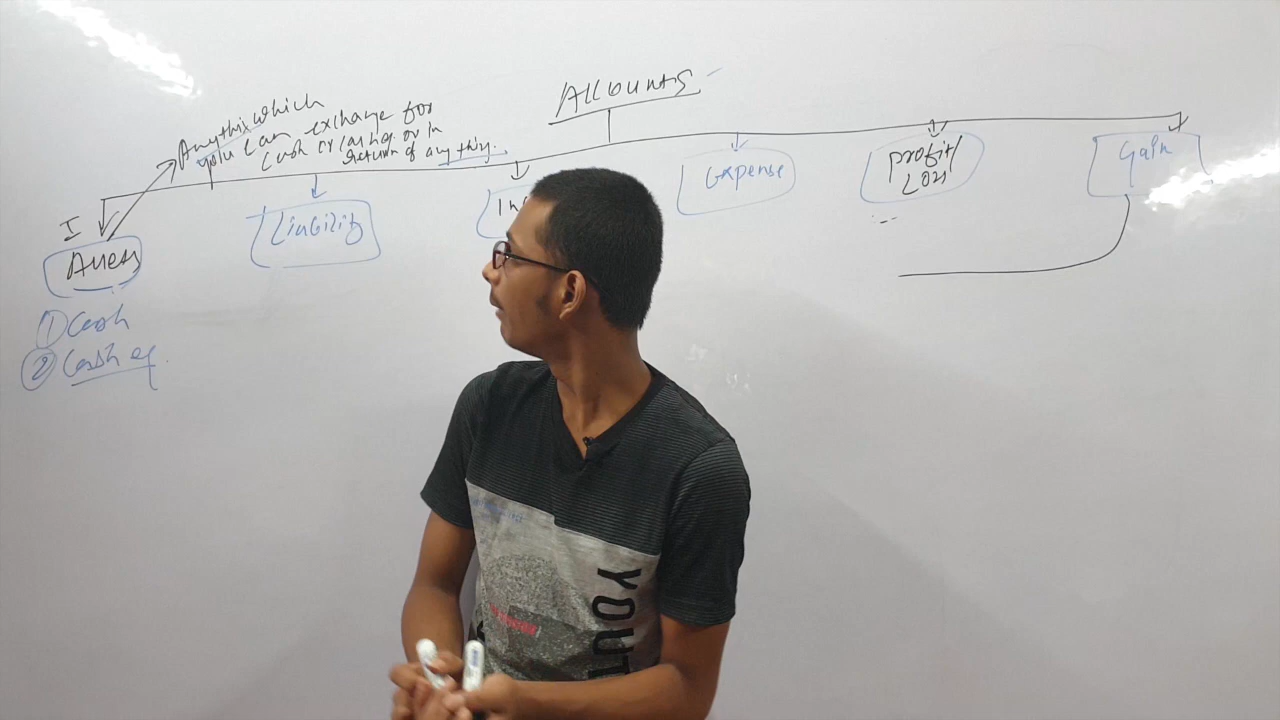 Accounts
Anything which
you can exchange for
cash or cash eq. or in
return of any thing.
I
Assets
Liability
In
Expense
Profit/
Loss
Gain
① Cash
② Cash eq.
YOUT